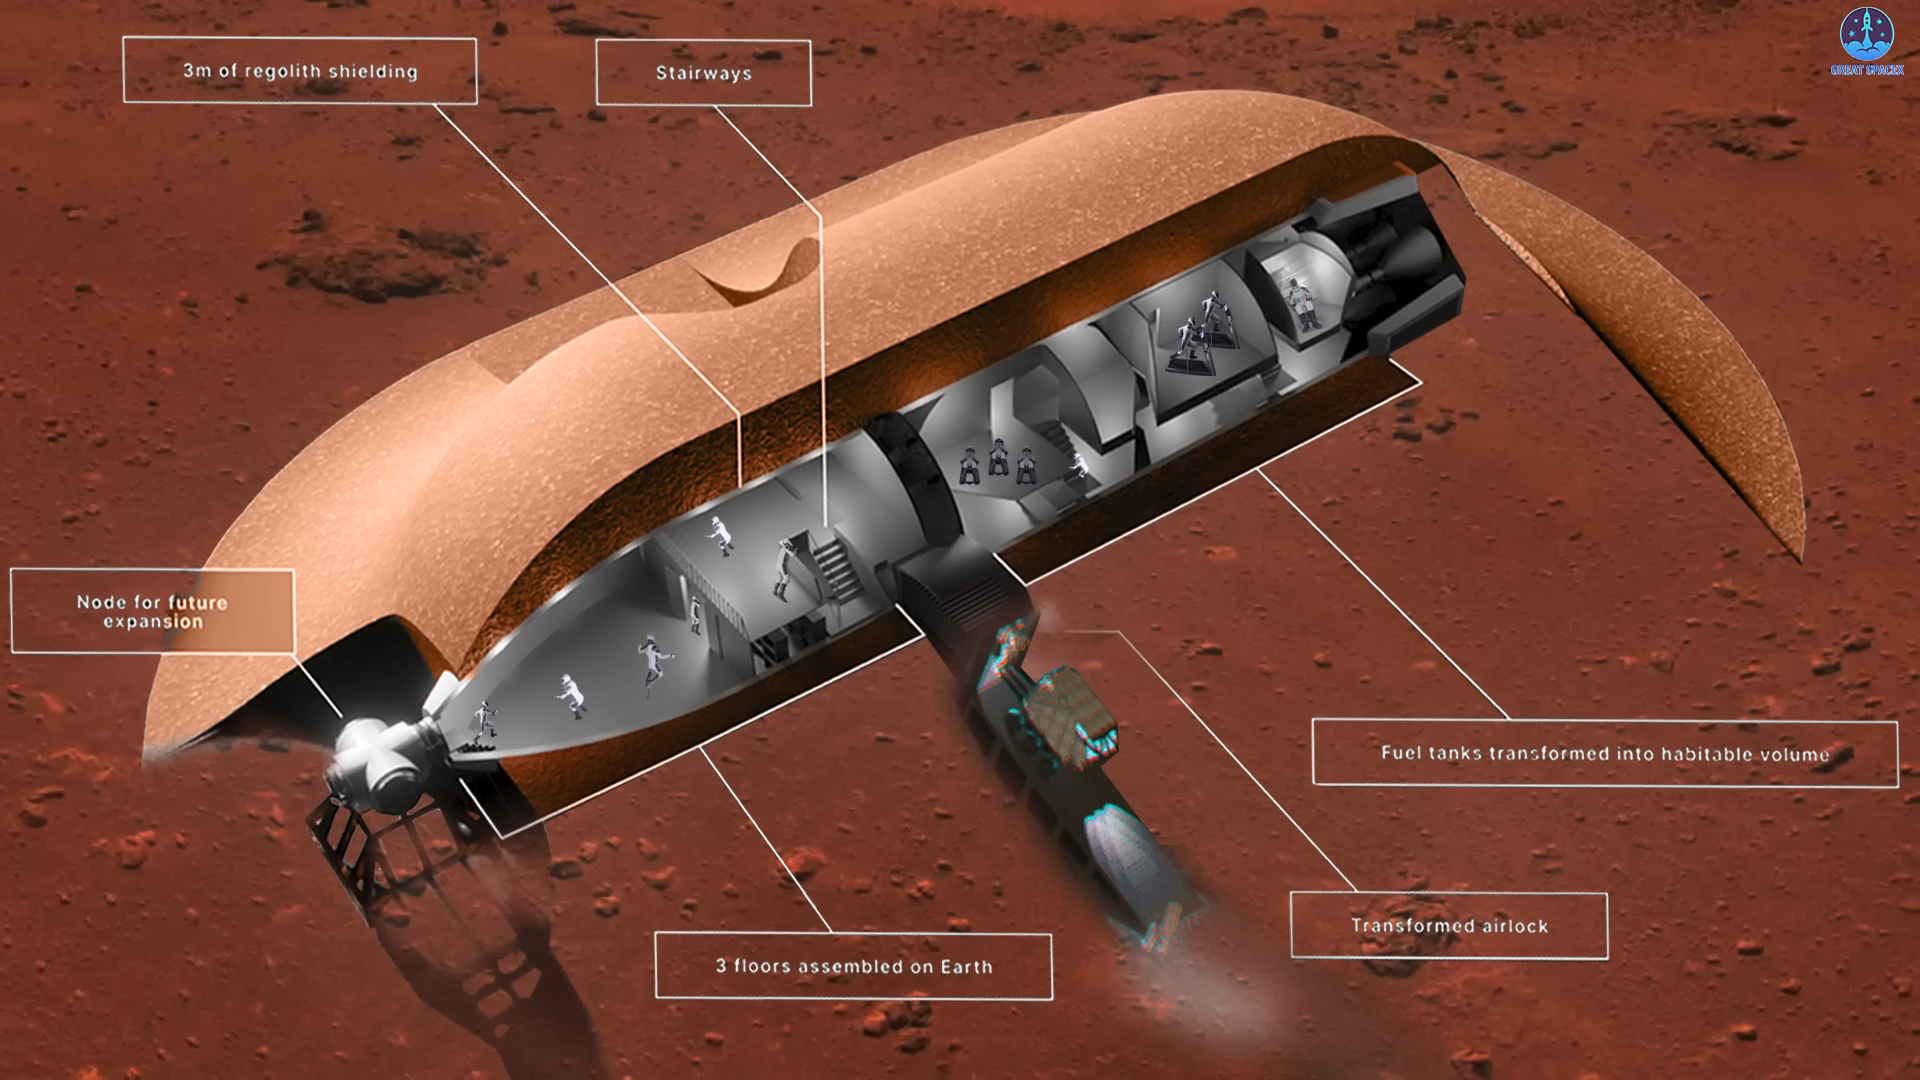 3m of regolith shielding
Stairways
GREAT SPACEX
Node for future
expansion
Fuel tanks transformed into habitable volume
Transformed airlock
3 floors assembled on Earth